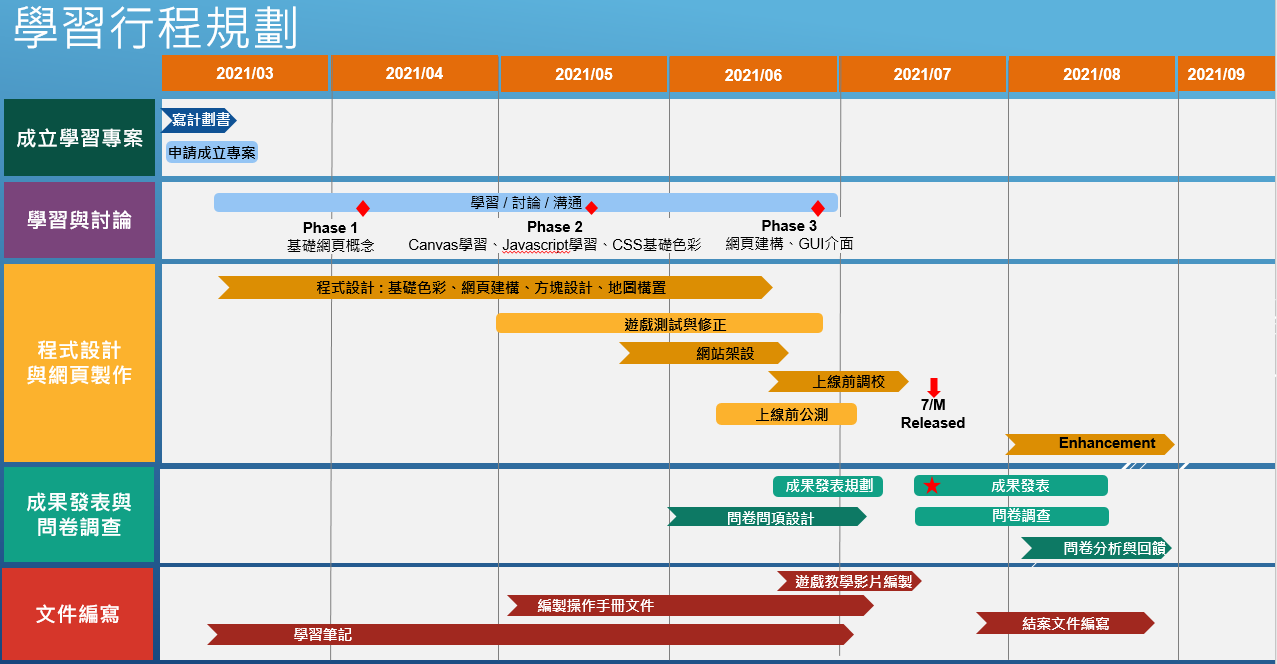 學習行程規劃
2021/03 2021/04 2021/05 2021/06 2021/07 2021/08 2021/09
成立學習專案
寫計劃書
申請成立專案
學習與討論
學習 / 討論 / 溝通
Phase 1
基礎網頁概念
Phase 2
Canvas學習、Javascript學習、CSS基礎色彩
Phase 3
網頁建構、GUI介面
程式設計
與網頁製作
程式設計 : 基礎色彩、網頁建構、方塊設計、地圖構置
遊戲測試與修正
網站架設
上線前調校
上線前公測
7/M
Released
Enhancement
成果發表與
問卷調查
成果發表規劃
成果發表
問卷問項設計
問卷調查
問卷分析與回饋
文件編寫
遊戲教學影片編製
編製操作手冊文件
結案文件編寫
學習筆記